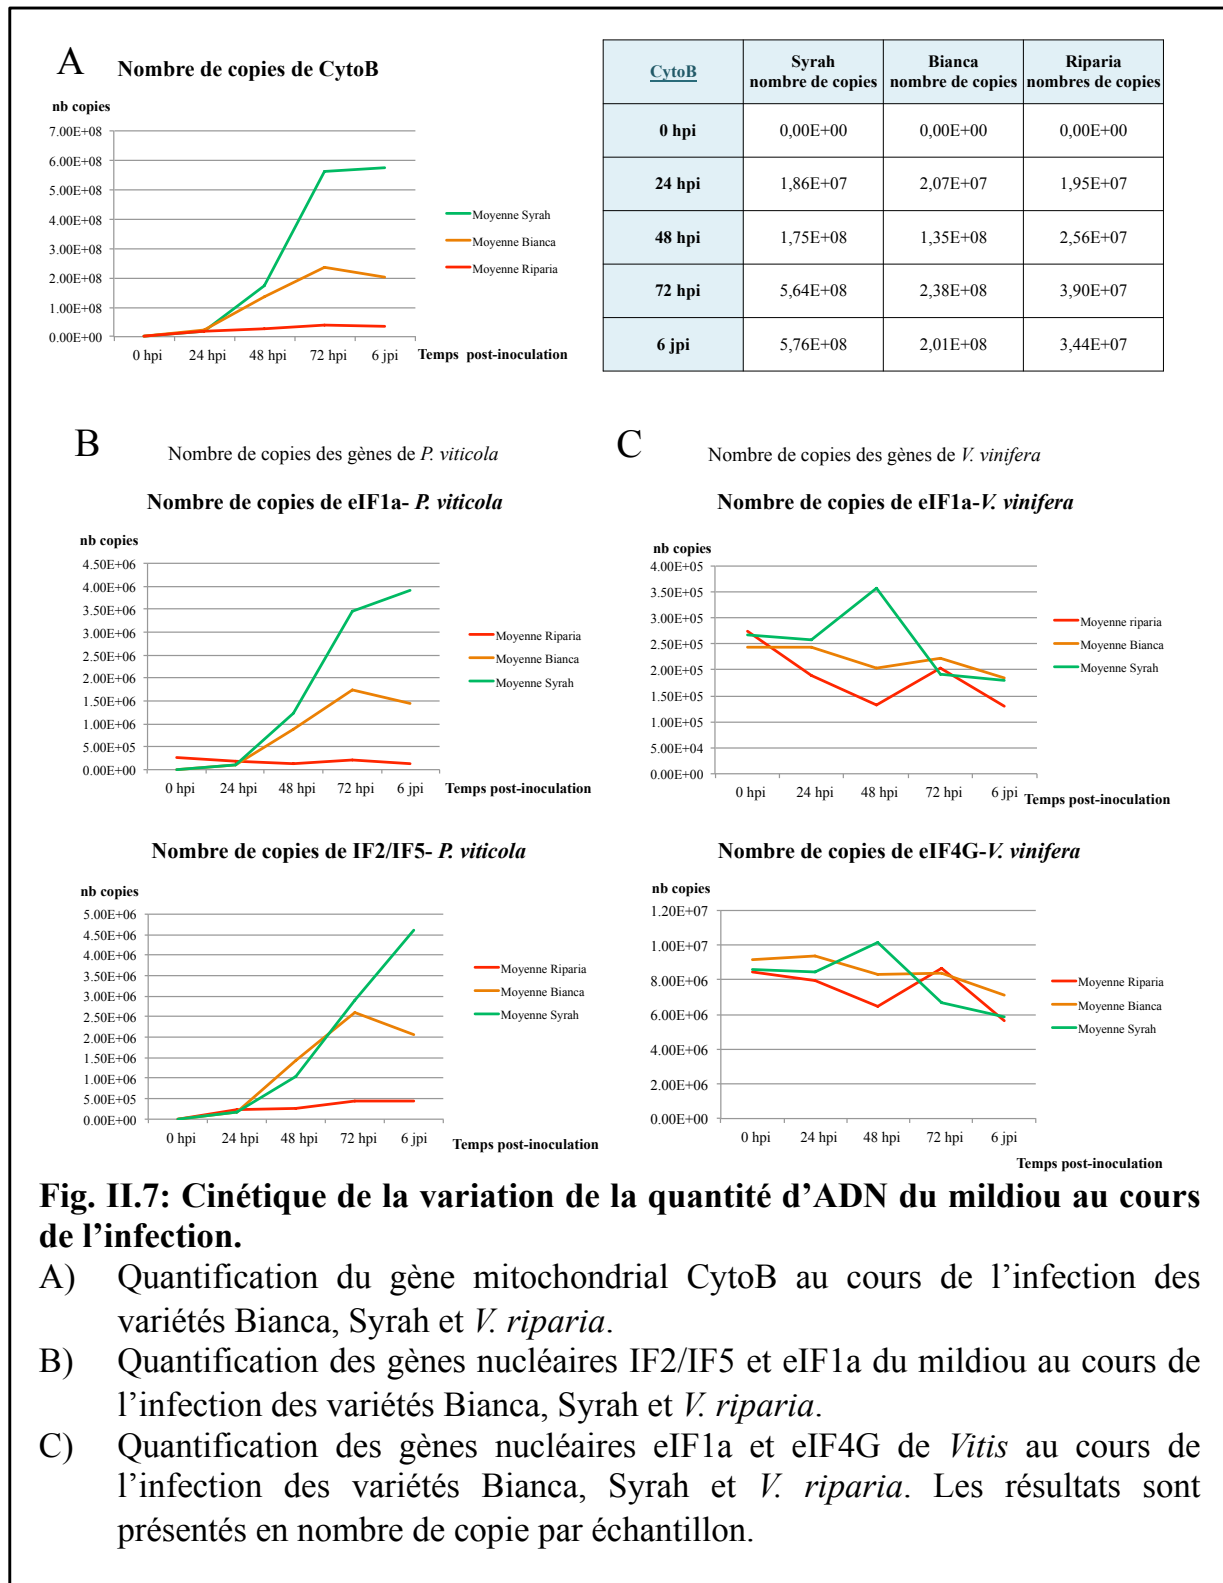 A
Nombre de copies de CytoB
nb copies
7.00E+08
6.00E+08
5.00E+08
4.00E+08
3.00E+08
2.00E+08
1.00E+08
0.00E+00
0 hpi 24 hpi 48 hpi 72 hpi 6 jpi
Temps post-inoculation
Moyenne Syrah
Moyenne Bianca
Moyenne Riparia
CytoB Syrah nombre de copies Bianca nombre de copies Riparia nombres de copies
0 hpi 0,00E+00 0,00E+00 0,00E+00
24 hpi 1,86E+07 2,07E+07 1,95E+07
48 hpi 1,75E+08 1,35E+08 2,56E+07
72 hpi 5,64E+08 2,38E+08 3,90E+07
6 jpi 5,76E+08 2,01E+08 3,44E+07
B
Nombre de copies des gènes de P. viticola
Nombre de copies de eIF1a- P. viticola
nb copies
4.50E+06
4.00E+06
3.50E+06
3.00E+06
2.50E+06
2.00E+06
1.50E+06
1.00E+06
5.00E+05
0.00E+00
0 hpi 24 hpi 48 hpi 72 hpi 6 jpi
Temps post-inoculation
Moyenne Riparia
Moyenne Bianca
Moyenne Syrah
Nombre de copies de IF2/IF5- P. viticola
nb copies
5.00E+06
4.50E+06
4.00E+06
3.50E+06
3.00E+06
2.50E+06
2.00E+06
1.50E+06
1.00E+06
5.00E+05
0.00E+00
0 hpi 24 hpi 48 hpi 72 hpi 6 jpi
Temps post-inoculation
Moyenne Riparia
Moyenne Bianca
Moyenne Syrah
C
Nombre de copies des gènes de V. vinifera
Nombre de copies de eIF1a-V. vinifera
nb copies
4.00E+05
3.50E+05
3.00E+05
2.50E+05
2.00E+05
1.50E+05
1.00E+05
5.00E+04
0.00E+00
0 hpi 24 hpi 48 hpi 72 hpi 6 jpi
Temps post-inoculation
Moyenne riparia
Moyenne Bianca
Moyenne Syrah
Nombre de copies de eIF4G-V. vinifera
nb copies
1.20E+07
1.00E+07
8.00E+06
6.00E+06
4.00E+06
2.00E+06
0.00E+00
0 hpi 24 hpi 48 hpi 72 hpi 6 jpi
Temps post-inoculation
Moyenne Riparia
Moyenne Bianca
Moyenne Syrah
Fig. II.7: Cinétique de la variation de la quantité d'ADN du mildiou au cours
de l'infection.
A) Quantification du gène mitochondrial CytoB au cours de l'infection des
variétés Bianca, Syrah et V. riparia.
B) Quantification des gènes nucléaires IF2/IF5 et eIF1a du mildiou au cours de
l'infection des variétés Bianca, Syrah et V. riparia.
C) Quantification des gènes nucléaires eIF1a et eIF4G de Vitis au cours de
l'infection des variétés Bianca, Syrah et V. riparia. Les résultats sont
présentés en nombre de copie par échantillon.